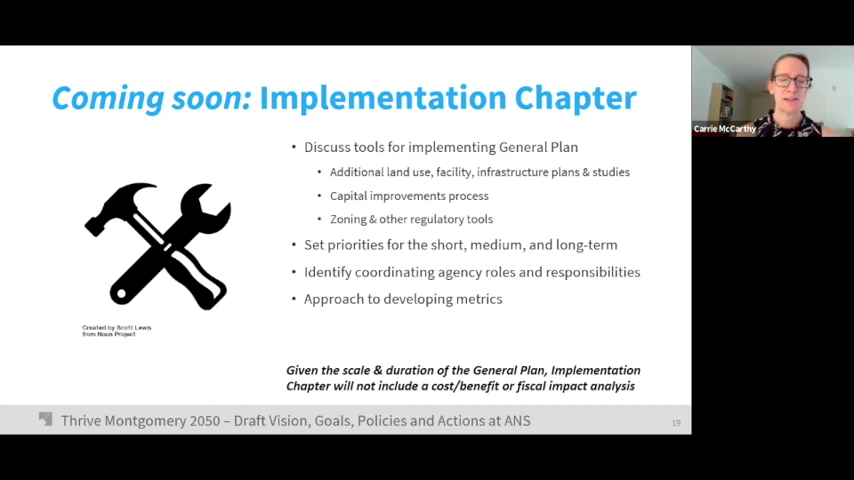 Coming soon: Implementation Chapter
• Discuss tools for implementing General Plan
• Additional land use, facility, infrastructure plans & studies
• Capital improvements process
• Zoning & other regulatory tools
• Set priorities for the short, medium, and long-term
• Identify coordinating agency roles and responsibilities
• Approach to developing metrics
Created by Scott Lewis
from Noun Project
Given the scale & duration of the General Plan, Implementation
Chapter will not include a cost/benefit or fiscal impact analysis
Thrive Montgomery 2050 – Draft Vision, Goals, Policies and Actions at ANS
19
Carrie McCarthy